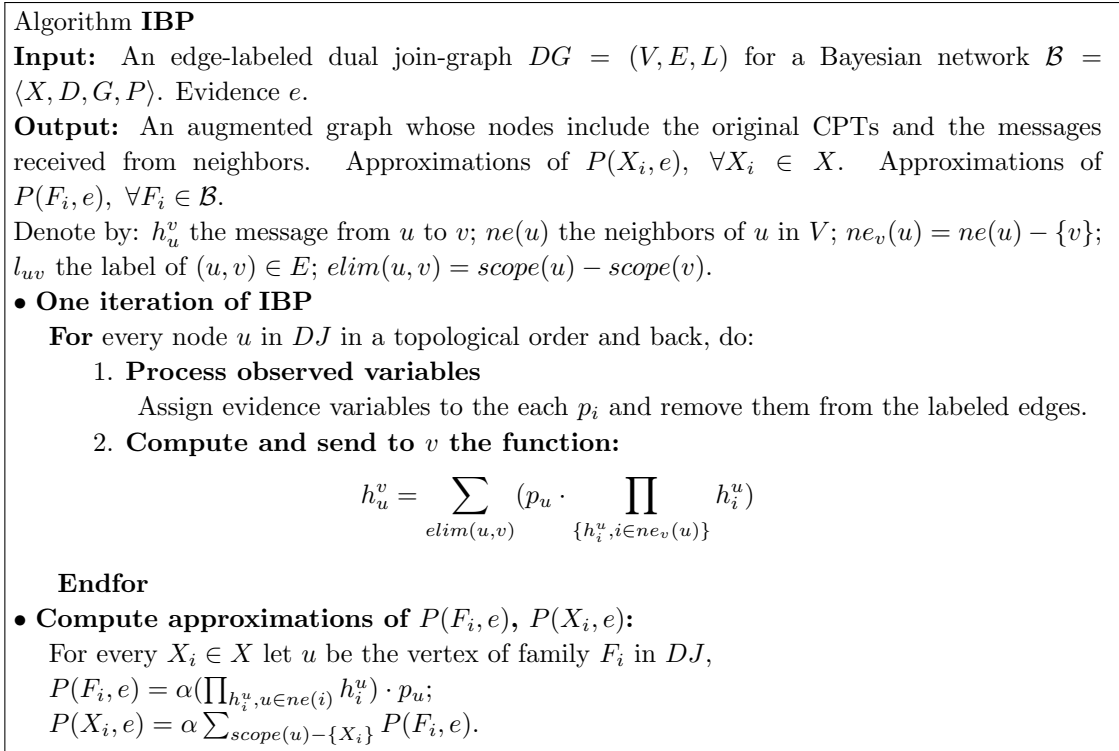 Algorithm IBP
Input: An edge-labeled dual join-graph DG = (V, E, L) for a Bayesian network ℬ =
⟨X, D, G, P⟩. Evidence e.
Output: An augmented graph whose nodes include the original CPTs and the messages
received from neighbors. Approximations of P(X_i, e), ∀X_i ∈ X. Approximations of
P(F_i, e), ∀F_i ∈ ℬ.
Denote by: h_u^v the message from u to v; ne(u) the neighbors of u in V; ne_v(u) = ne(u) − {v};
l_{uv} the label of (u, v) ∈ E; elim(u, v) = scope(u) − scope(v).
• One iteration of IBP
For every node u in DJ in a topological order and back, do:
1. Process observed variables
Assign evidence variables to the each p_i and remove them from the labeled edges.
2. Compute and send to v the function:
h_u^v = ∑_{elim(u,v)} (p_u · ∏_{{h_i^u, i∈ne_v(u)}} h_i^u)
Endfor
• Compute approximations of P(F_i, e), P(X_i, e):
For every X_i ∈ X let u be the vertex of family F_i in DJ,
P(F_i, e) = α(∏_{h_i^u, u∈ne(i)} h_i^u) · p_u;
P(X_i, e) = α ∑_{scope(u)−{X_i}} P(F_i, e).